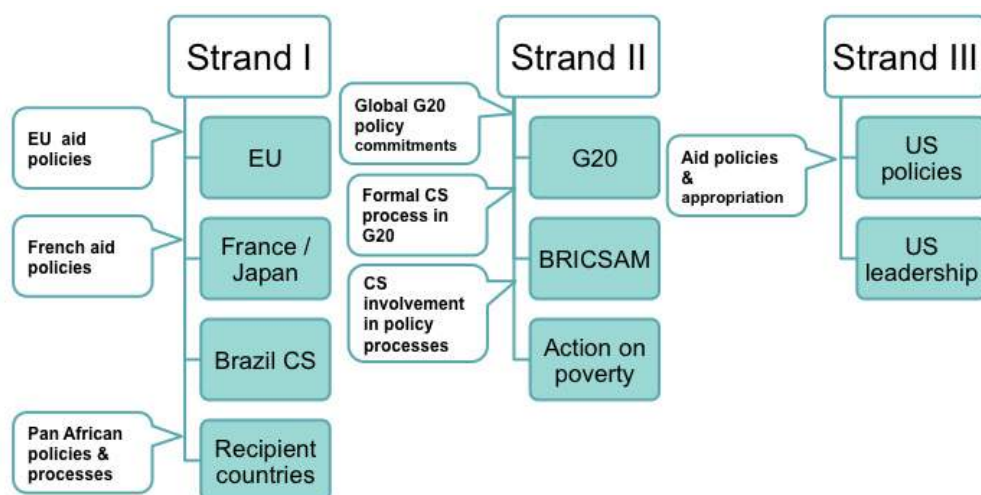 Strand I
EU aid
policies
EU
French aid
policies
France /
Japan
Brazil CS
Pan African
policies &
processes
Recipient
countries
Strand II
Global G20
policy
commitments
G20
Formal CS
process in
G20
BRICSAM
CS
involvement
in policy
processes
Action on
poverty
Strand III
Aid policies
&
appropriation
US
policies
US
leadership